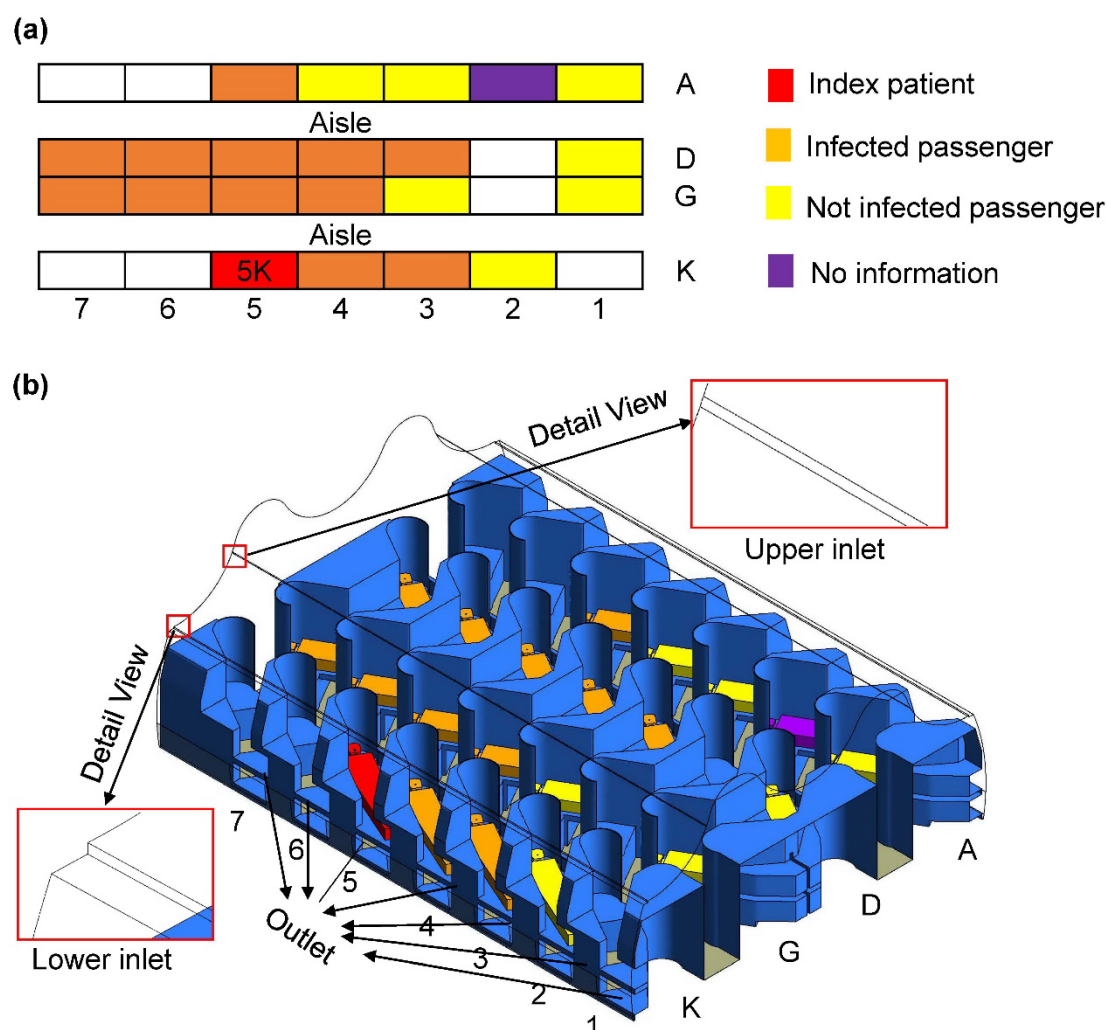 (a)
A
Aisle
D
G
Aisle
5K
K
7 6 5 4 3 2 1
Index patient
Infected passenger
Not infected passenger
No information
(b)
Detail View
Upper inlet
Detail View
Lower inlet
Outlet
7
6
5
4
3
2
1
A
D
G
K